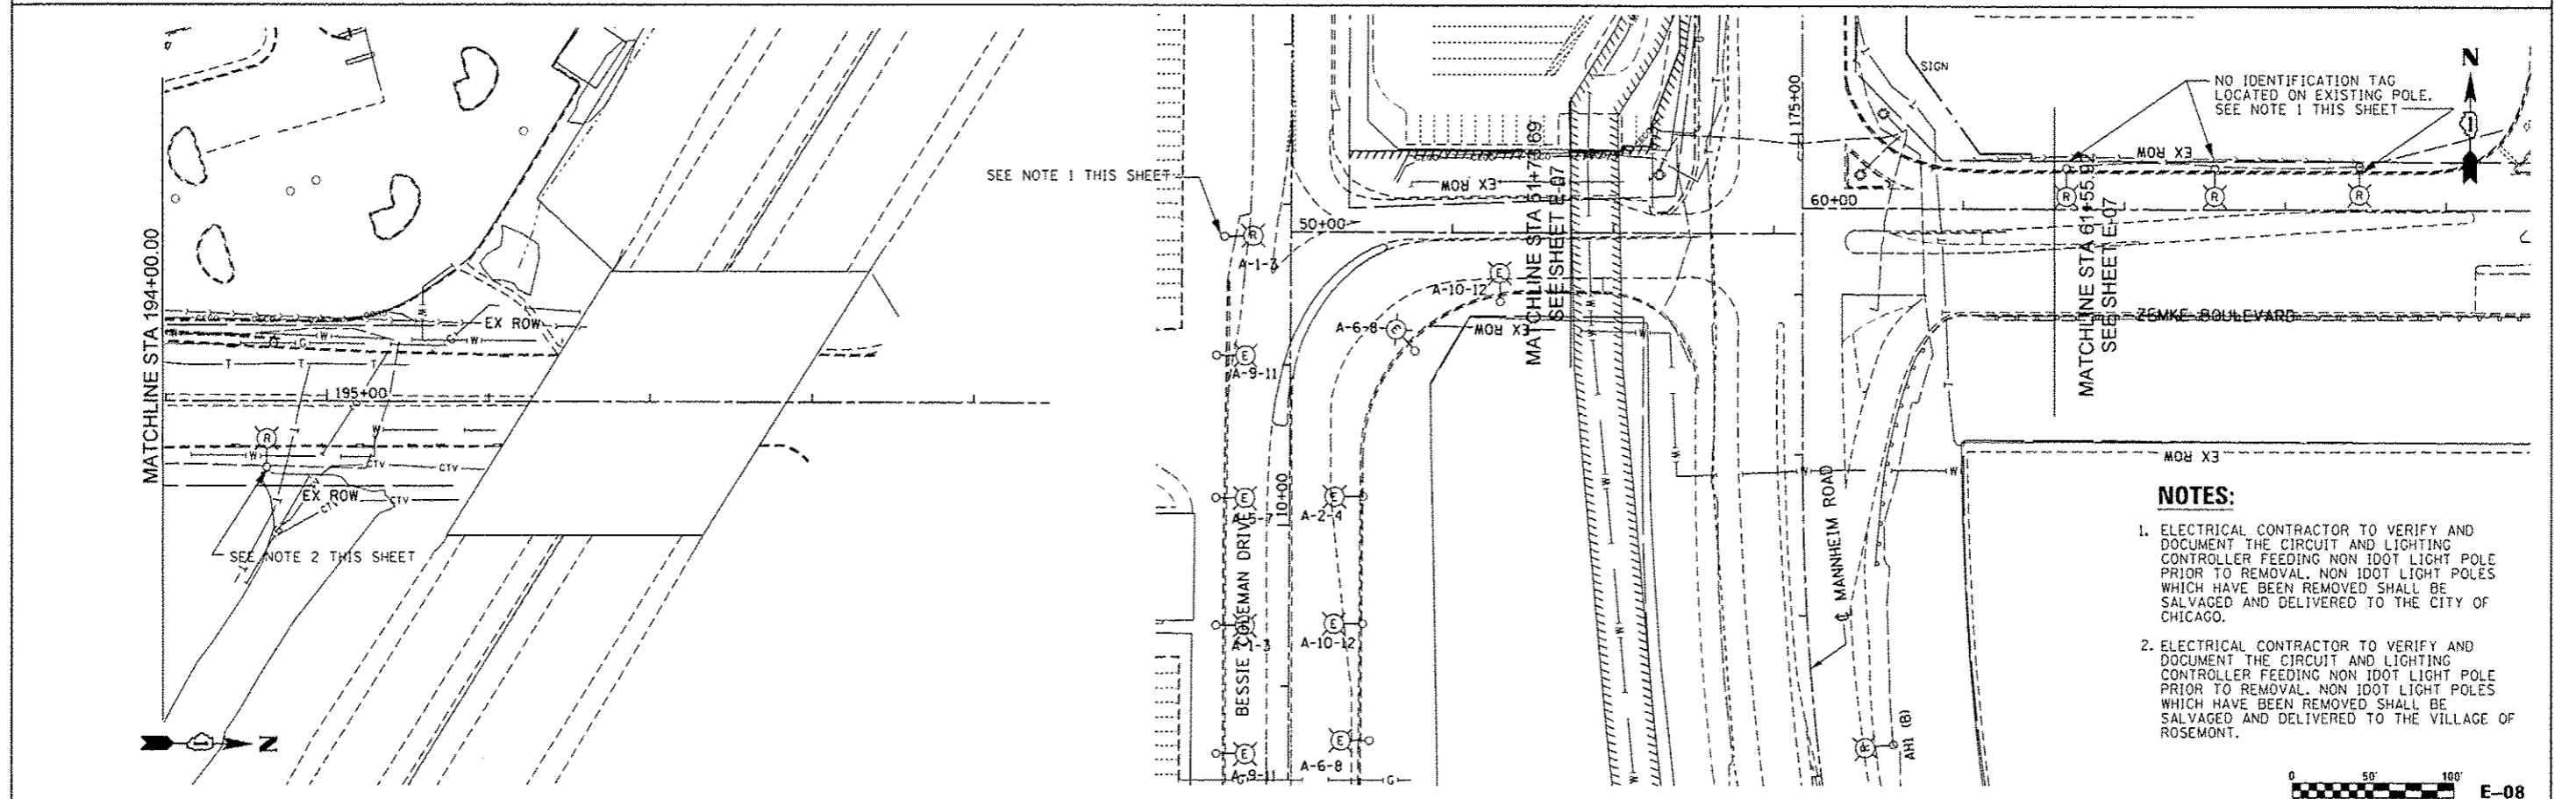 MATCHLINE STA 194+00.00
EX ROW
W
G
W
W
T
T
T
195+00
R
W
W
CTV
CTV
EX ROW
CTV
CTV
SEE NOTE 2 THIS SHEET
N
SEE NOTE 1 THIS SHEET
R
A-1-3
50+00
EX ROW
MATCHLINE STA 51+73.69
SEE SHEET E-07
E
A-10-12
E
A-6-8
EX ROW
E
A-9-11
E
A-5-7
10+00
E
A-2-4
BESSIE COLEMAN DRIVE
A-1-3
E
A-10-12
E
A-9-11
E
A-6-8
G
G
W
W
W
175+00
SIGN
NO IDENTIFICATION TAG
LOCATED ON EXISTING POLE.
SEE NOTE 1 THIS SHEET
N
EX ROW
60+00
R
R
R
MATCHLINE STA 61+55.92
SEE SHEET E-07
ZEMKE BOULEVARD
EX ROW
℄ MANNHEIM ROAD
R
AH1 (B)
NOTES:
1. ELECTRICAL CONTRACTOR TO VERIFY AND
DOCUMENT THE CIRCUIT AND LIGHTING
CONTROLLER FEEDING NON IDOT LIGHT POLE
PRIOR TO REMOVAL. NON IDOT LIGHT POLES
WHICH HAVE BEEN REMOVED SHALL BE
SALVAGED AND DELIVERED TO THE CITY OF
CHICAGO.
2. ELECTRICAL CONTRACTOR TO VERIFY AND
DOCUMENT THE CIRCUIT AND LIGHTING
CONTROLLER FEEDING NON IDOT LIGHT POLE
PRIOR TO REMOVAL. NON IDOT LIGHT POLES
WHICH HAVE BEEN REMOVED SHALL BE
SALVAGED AND DELIVERED TO THE VILLAGE OF
ROSEMONT.
0 50' 100'
E-08